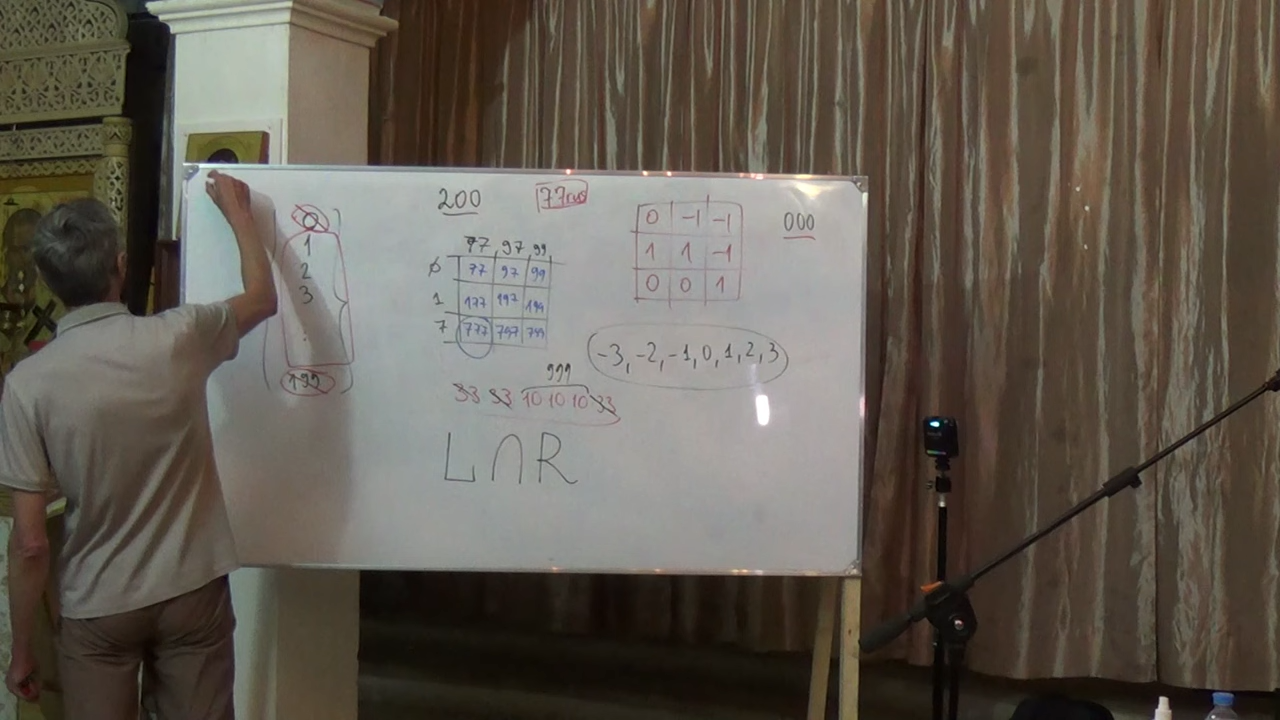 0
1
2
3
.
.
199
200
77rus
77 97 99
0 77 97 99
1 177 197 199
7 777 797 799
999
33 33 10 10 10 33
L∩R
0 -1 -1
1 1 -1
0 0 1
000
-3, -2, -1, 0, 1, 2, 3